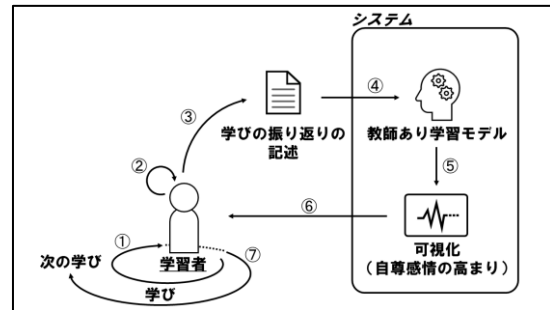 システム
④
③
教師あり学習モデル
学びの振り返りの
記述
②
⑤
⑥
①
⑦
可視化
(自尊感情の高まり)
次の学び
学習者
学び